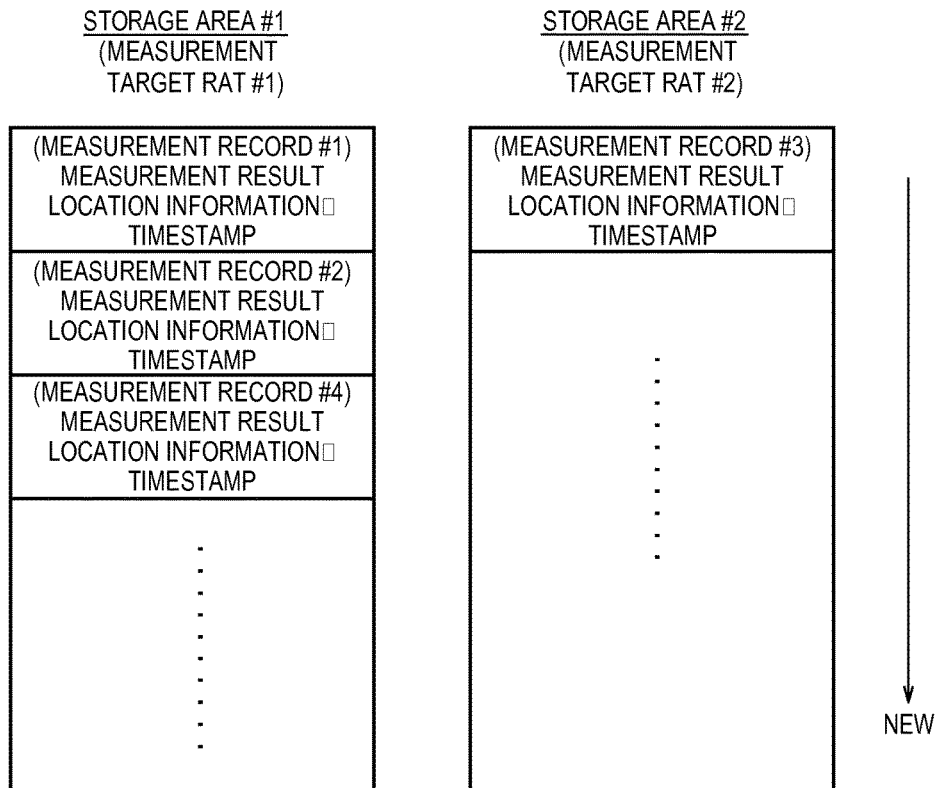 STORAGE AREA #1
(MEASUREMENT
TARGET RAT #1)
(MEASUREMENT RECORD #1)
MEASUREMENT RESULT
LOCATION INFORMATION□
TIMESTAMP
(MEASUREMENT RECORD #2)
MEASUREMENT RESULT
LOCATION INFORMATION□
TIMESTAMP
(MEASUREMENT RECORD #4)
MEASUREMENT RESULT
LOCATION INFORMATION□
TIMESTAMP
STORAGE AREA #2
(MEASUREMENT
TARGET RAT #2)
(MEASUREMENT RECORD #3)
MEASUREMENT RESULT
LOCATION INFORMATION□
TIMESTAMP
NEW